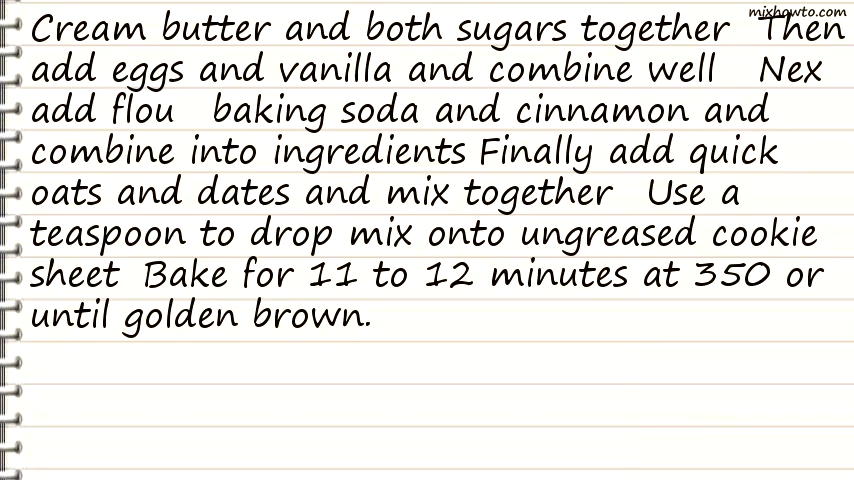 mixhowto.com
Cream butter and both sugars together Then
add eggs and vanilla and combine well Nex
add flou baking soda and cinnamon and
combine into ingredients Finally add quick
oats and dates and mix together Use a
teaspoon to drop mix onto ungreased cookie
sheet Bake for 11 to 12 minutes at 350 or
until golden brown.